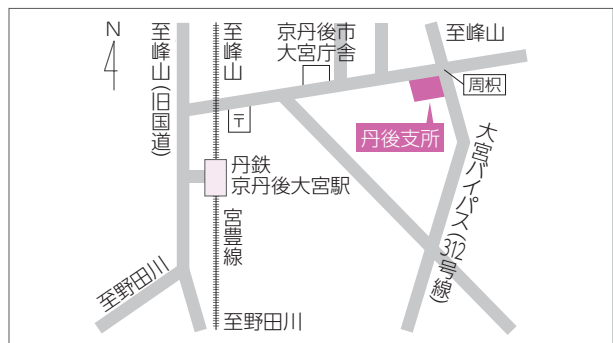 N
至峰山(旧国道)
至峰山
京丹後市
大宮庁舎
至峰山
周枳
〒
丹後支所
丹鉄
京丹後大宮駅
宮豊線
大宮バイパス(312号線)
至野田川
至野田川